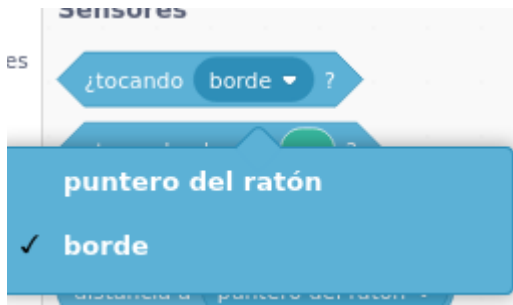 Sensores
es
¿tocando borde ?
puntero del ratón
✓ borde
distancia a puntero del ratón